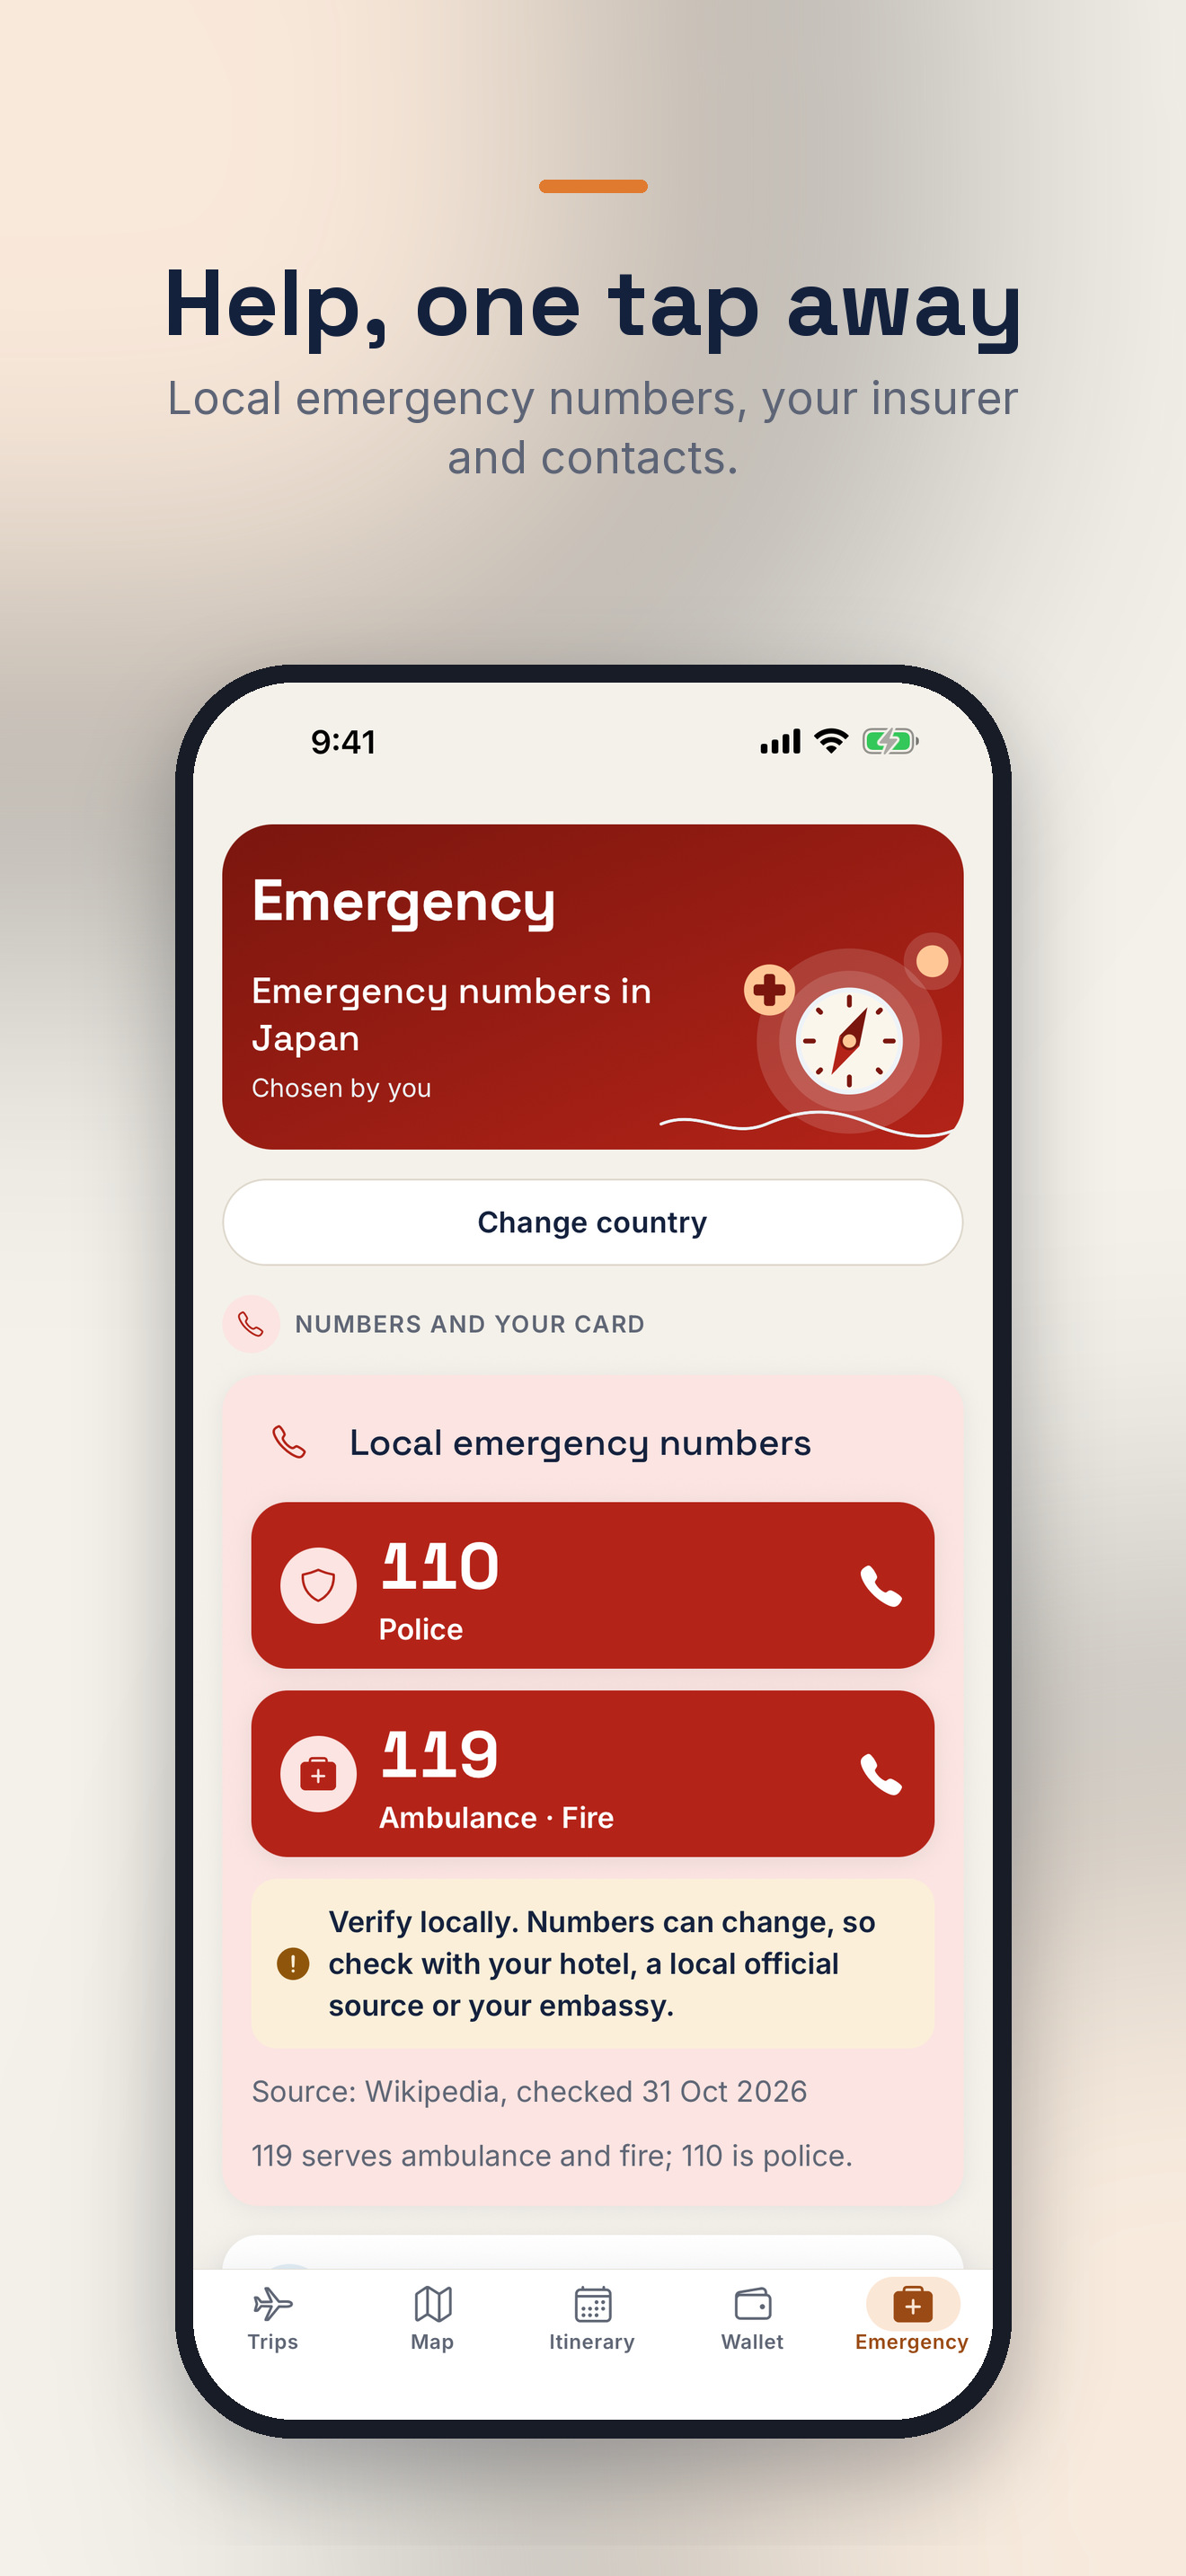 Help, one tap away
Local emergency numbers, your insurer
and contacts.
9:41
Emergency
Emergency numbers in
Japan
Chosen by you
Change country
NUMBERS AND YOUR CARD
Local emergency numbers
110
Police
119
Ambulance · Fire
Verify locally. Numbers can change, so
check with your hotel, a local official
source or your embassy.
Source: Wikipedia, checked 31 Oct 2026
119 serves ambulance and fire; 110 is police.
Trips
Map
Itinerary
Wallet
Emergency